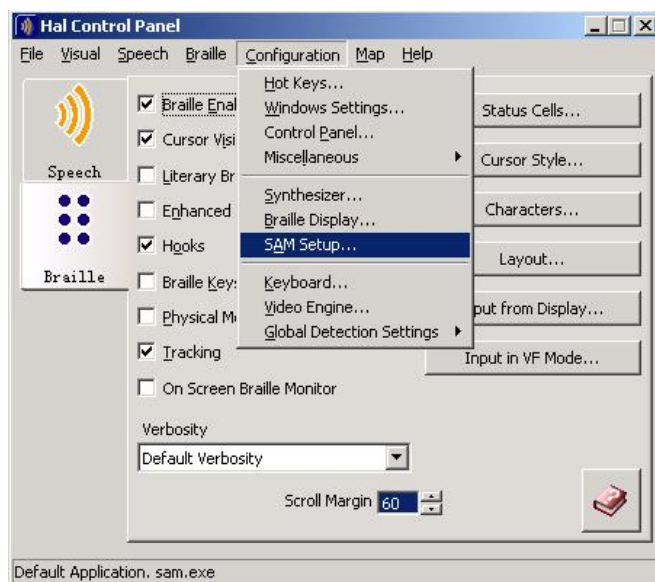 Hal Control Panel
File Visual Speech Braille Configuration Map Help
Hot Keys...
Windows Settings...
Control Panel...
Miscellaneous
Synthesizer...
Braille Display...
SAM Setup...
Keyboard...
Video Engine...
Global Detection Settings
Speech
Braille
Braille Enal
Cursor Visi
Literary Br
Enhanced
Hooks
Braille Key
Physical M
Tracking
On Screen Braille Monitor
Verbosity
Default Verbosity
Scroll Margin 60
Status Cells...
Cursor Style...
Characters...
Layout...
put from Display...
Input in VF Mode...
Default Application. sam.exe